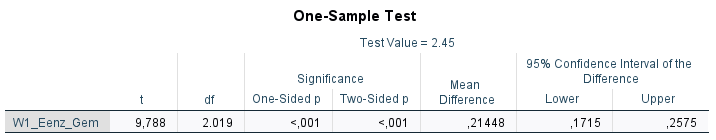 One-Sample Test
Test Value = 2.45
t df Significance Mean Difference 95% Confidence Interval of the Difference
One-Sided p Two-Sided p Lower Upper
W1_Eenz_Gem 9,788 2.019 <,001 <,001 ,21448 ,1715 ,2575